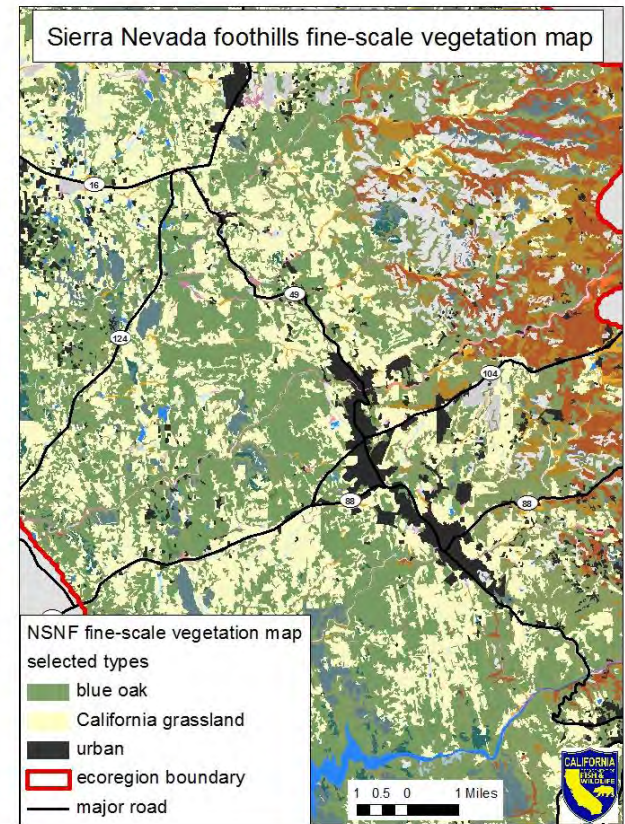 Sierra Nevada foothills fine-scale vegetation map
16
49
124
104
88
88
NSNF fine-scale vegetation map
selected types
blue oak
California grassland
urban
ecoregion boundary
major road
1 0.5 0 1 Miles
CALIFORNIA
FISH &
WILDLIFE